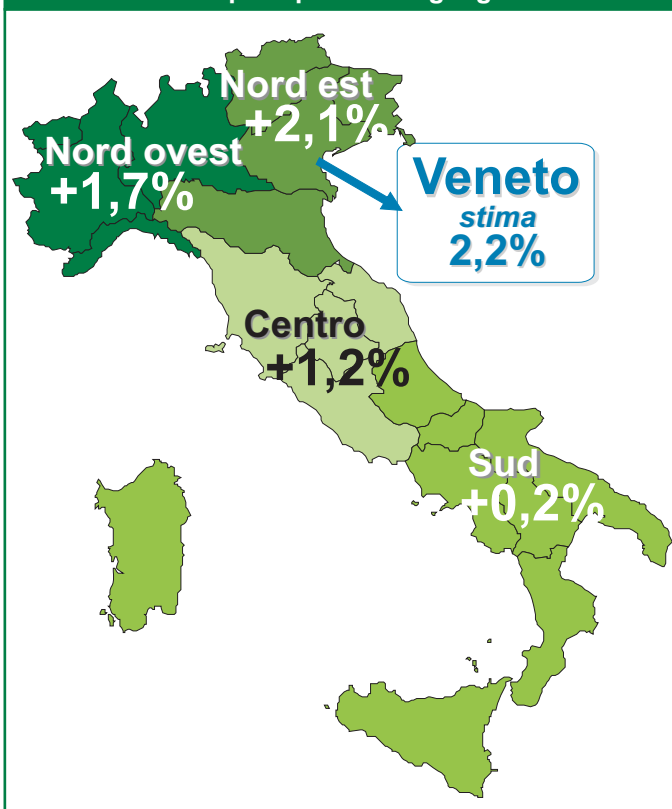 Nord est
+2,1%
Nord ovest
+1,7%
Veneto
stima
2,2%
Centro
+1,2%
Sud
+0,2%